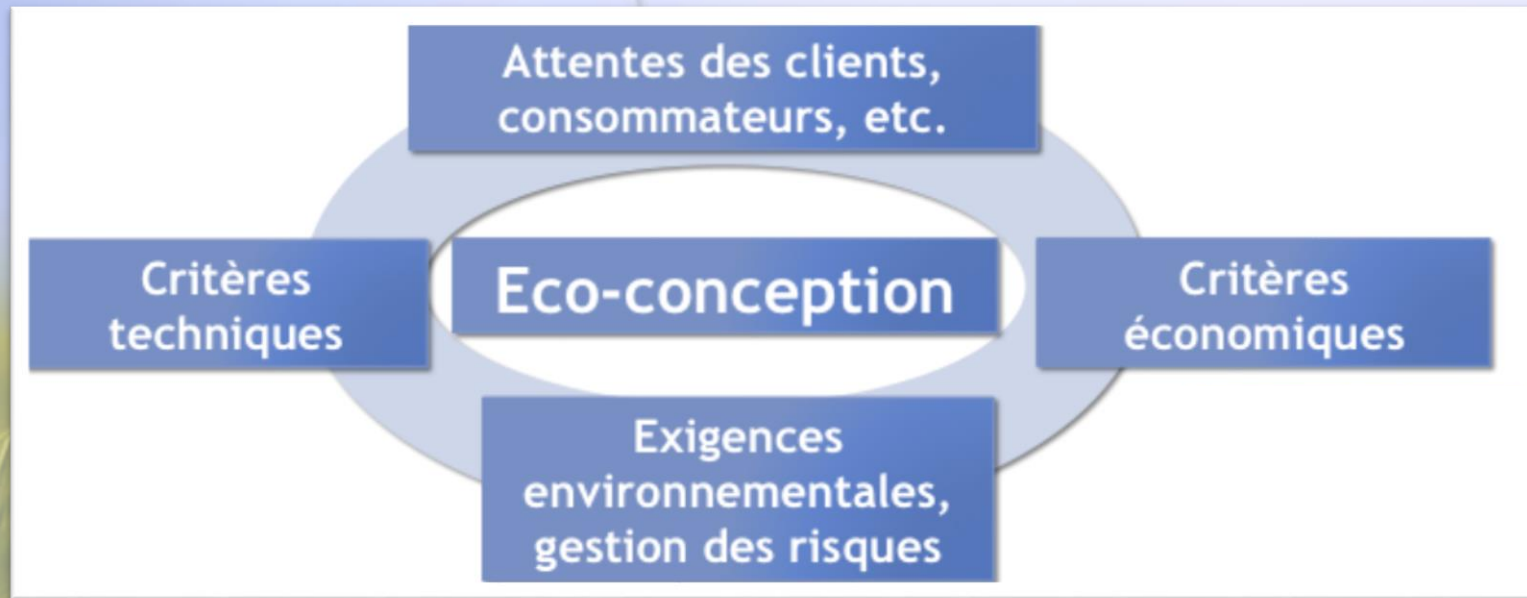 Attentes des clients,
consommateurs, etc.
Critères
techniques
Eco-conception
Critères
économiques
Exigences
environnementales,
gestion des risques